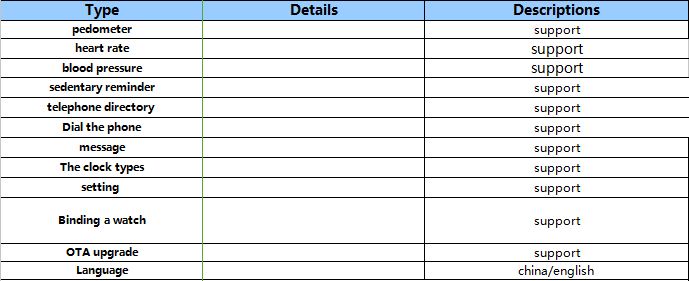 Type Details Descriptions
pedometer support
heart rate support
blood pressure support
sedentary reminder support
telephone directory support
Dial the phone support
message support
The clock types support
setting support
Binding a watch support
OTA upgrade support
Language china/english